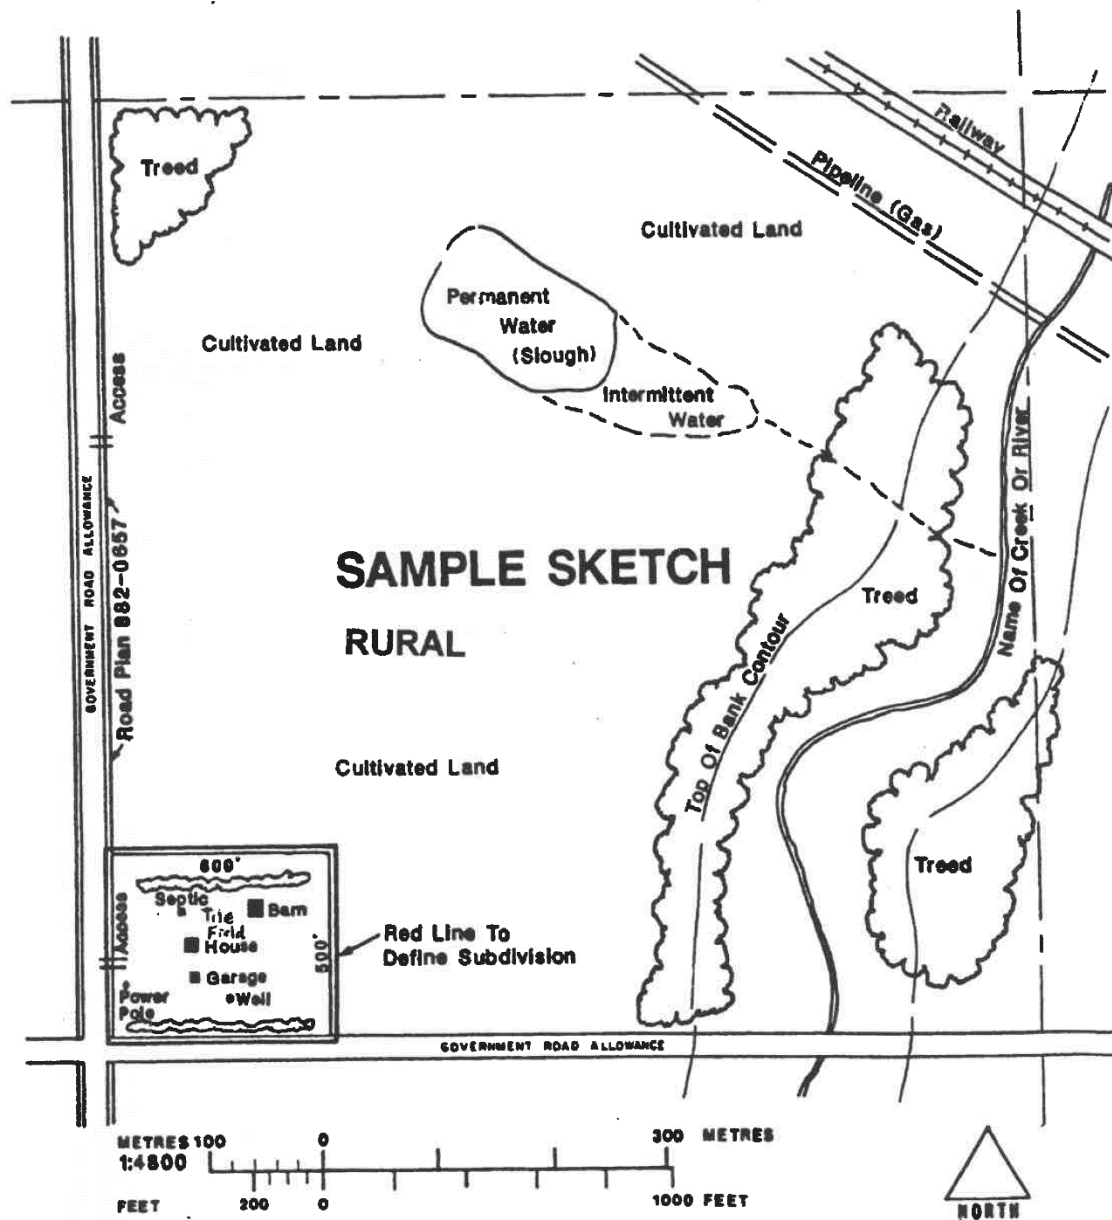 Railway
Treed
Pipeline (Gas)
Cultivated Land
Permanent
Water
(Slough)
Cultivated Land
Access
Intermittent
Water
Name Of Creek Or River
GOVERNMENT ROAD ALLOWANCE
Road Plan 882-0657
SAMPLE SKETCH
RURAL
Treed
Top Of Bank Contour
Cultivated Land
600'
Septic
Tile
Field
Barn
House
Access
500'
Garage
Well
Power
Pole
Red Line To
Define Subdivision
Treed
GOVERNMENT ROAD ALLOWANCE
METRES 100 0 300 METRES
1:4800
FEET 200 0 1000 FEET
NORTH